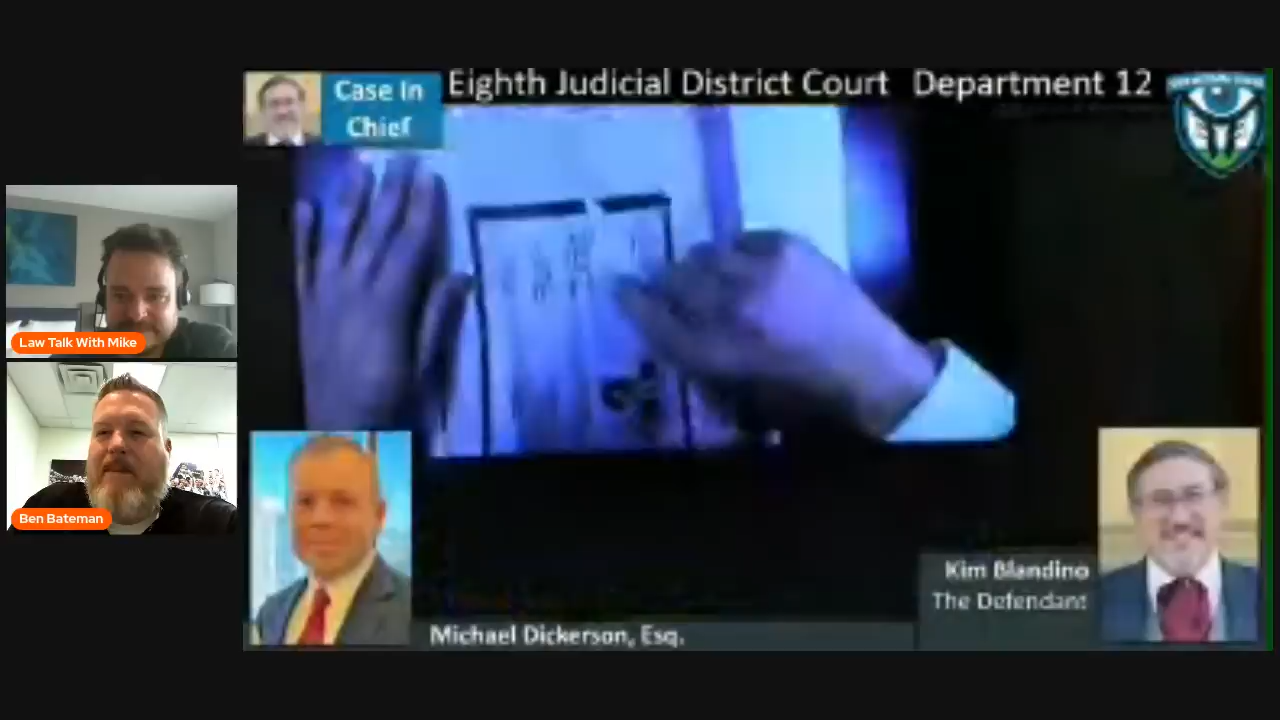 Case In
Chief
Eighth Judicial District Court Department 12
Law Talk With Mike
Ben Bateman
Kim Blandino
The Defendant
Michael Dickerson, Esq.